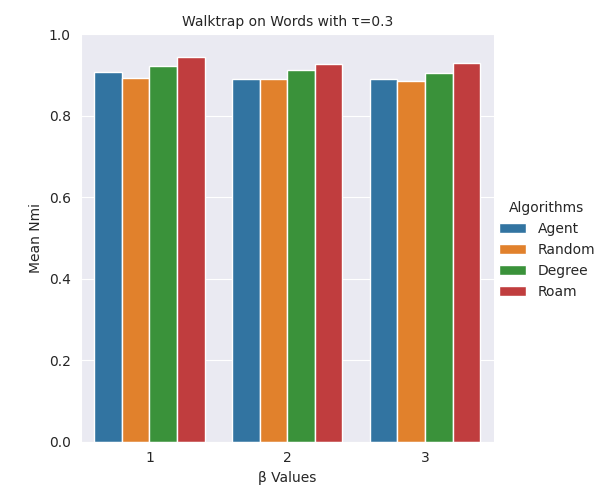 Walktrap on Words with τ=0.3
1.0
0.8
0.6
0.4
0.2
0.0
Mean Nmi
1 2 3
β Values
Algorithms
Agent
Random
Degree
Roam